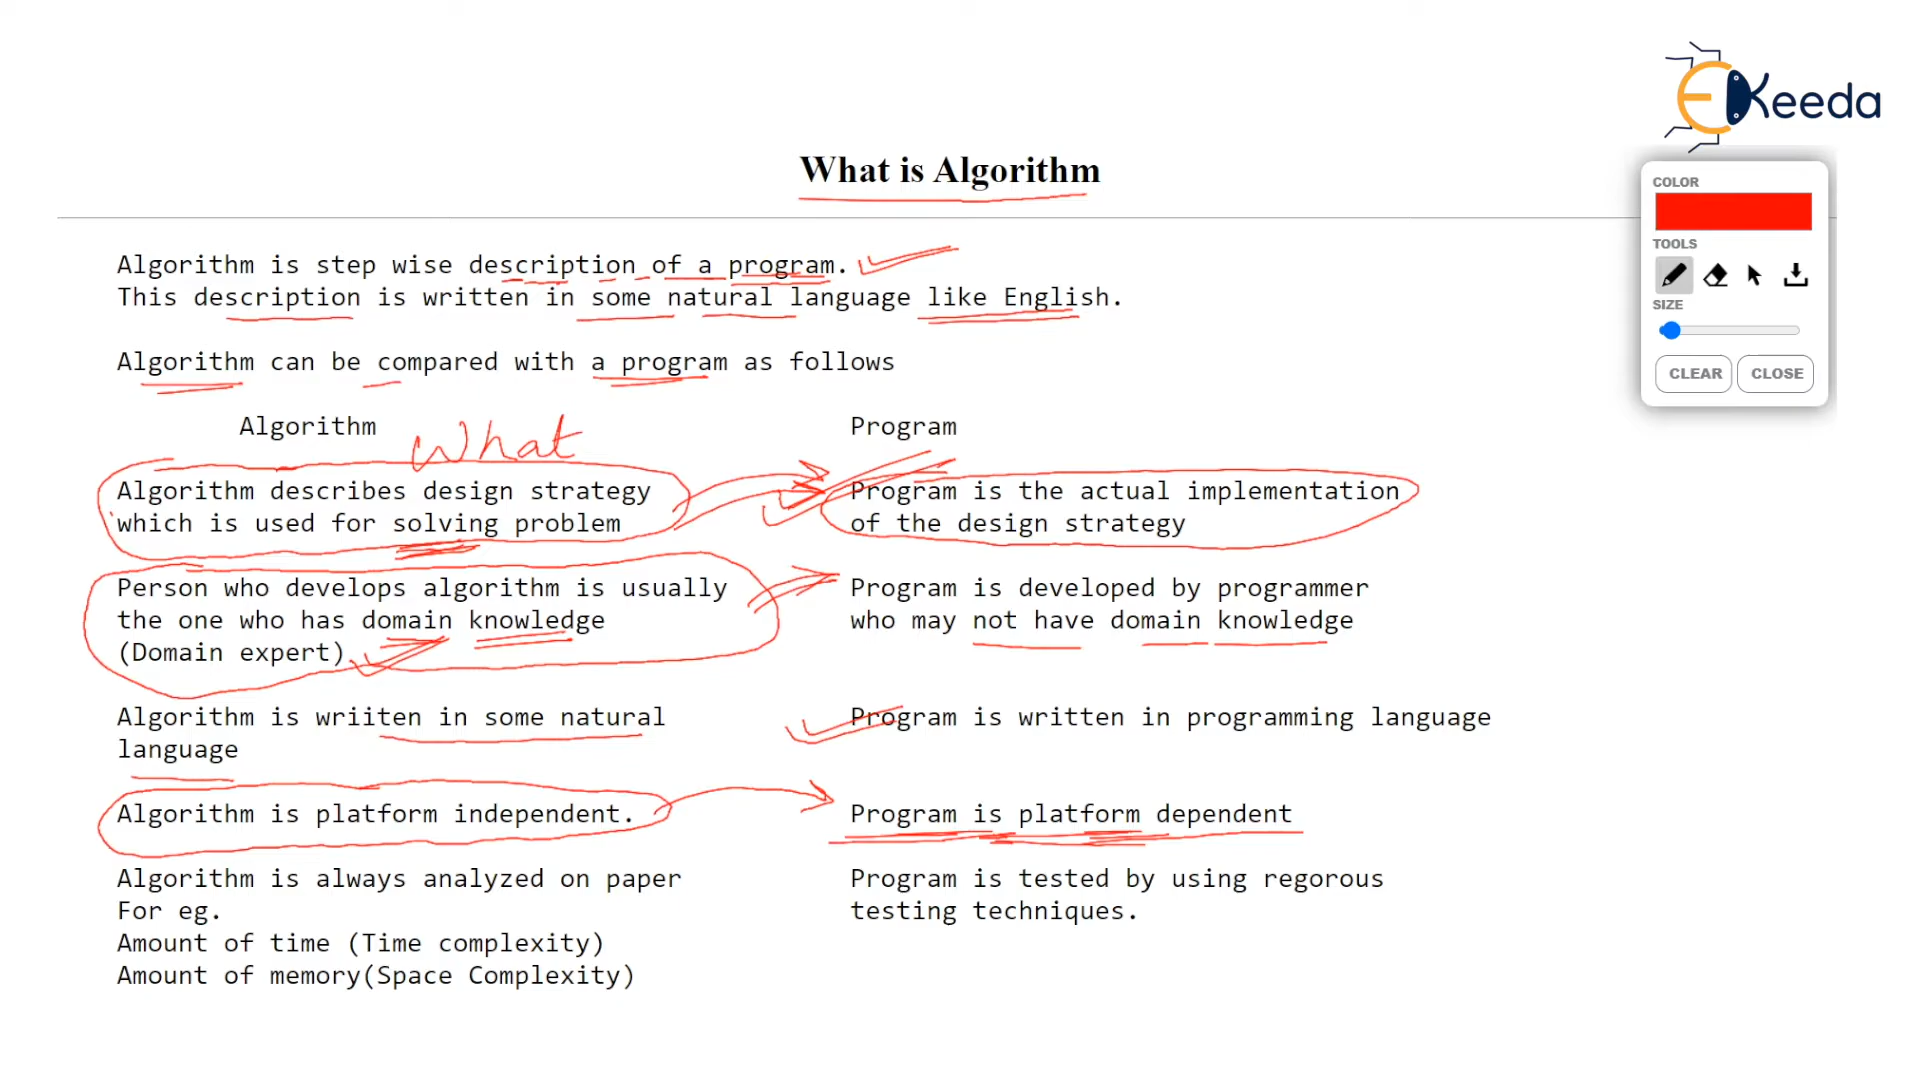 EKeeda
What is Algorithm
COLOR
TOOLS
SIZE
CLEAR CLOSE
Algorithm is step wise description of a program.
This description is written in some natural language like English.
Algorithm can be compared with a program as follows
Algorithm
What
Program
Algorithm describes design strategy
which is used for solving problem
Program is the actual implementation
of the design strategy
Person who develops algorithm is usually
the one who has domain knowledge
(Domain expert)
Program is developed by programmer
who may not have domain knowledge
Algorithm is wriiten in some natural
language
Program is written in programming language
Algorithm is platform independent.
Program is platform dependent
Algorithm is always analyzed on paper
For eg.
Amount of time (Time complexity)
Amount of memory(Space Complexity)
Program is tested by using regorous
testing techniques.